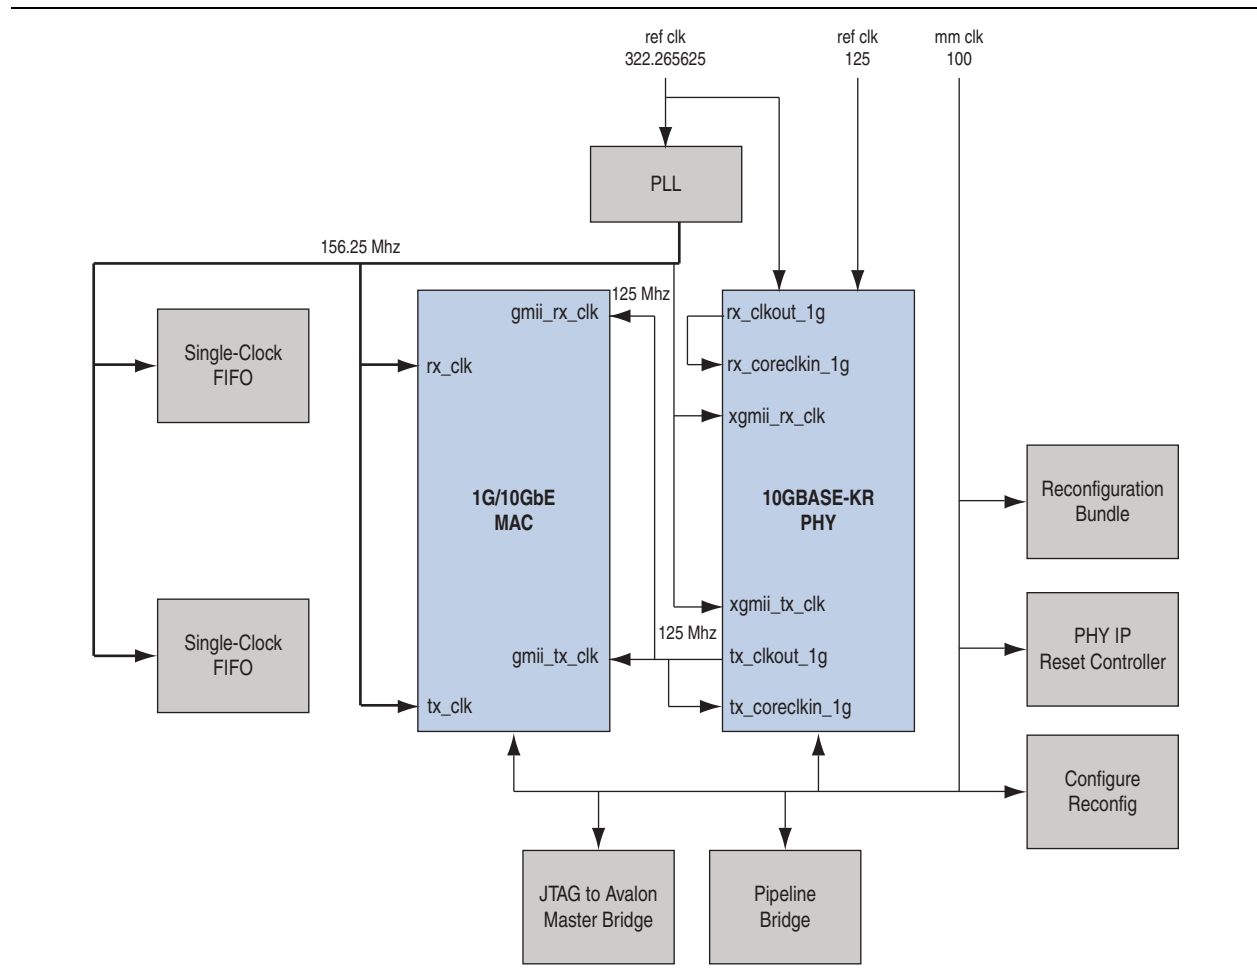 ref clk
322.265625
ref clk
125
mm clk
100
PLL
156.25 Mhz
125 Mhz
gmii_rx_clk
rx_clkout_1g
Single-Clock
FIFO
rx_clk
rx_coreclkin_1g
xgmii_rx_clk
1G/10GbE
MAC
10GBASE-KR
PHY
Reconfiguration
Bundle
xgmii_tx_clk
125 Mhz
Single-Clock
FIFO
gmii_tx_clk
tx_clkout_1g
PHY IP
Reset Controller
tx_clk
tx_coreclkin_1g
Configure
Reconfig
JTAG to Avalon
Master Bridge
Pipeline
Bridge